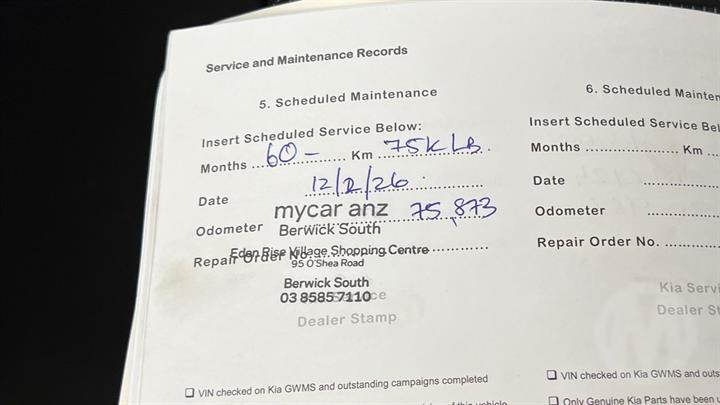 Service and Maintenance Records
5. Scheduled Maintenance
Insert Scheduled Service Below:
Months 60 - Km 75K LB.
Date 12/2/26
Odometer 75,873
mycar anz
Berwick South
Repair Order No.
Eden Rise Village Shopping Centre
95 O'Shea Road
Berwick South
03 8585 7110
Dealer Stamp
❑ VIN checked on Kia GWMS and outstanding campaigns completed
6. Scheduled Mainten
Insert Scheduled Service Bel
Months Km
Date
Odometer
Repair Order No.
Kia Servi
Dealer St
❑ VIN checked on Kia GWMS and outs
❑ Only Genuine Kia Parts have been u